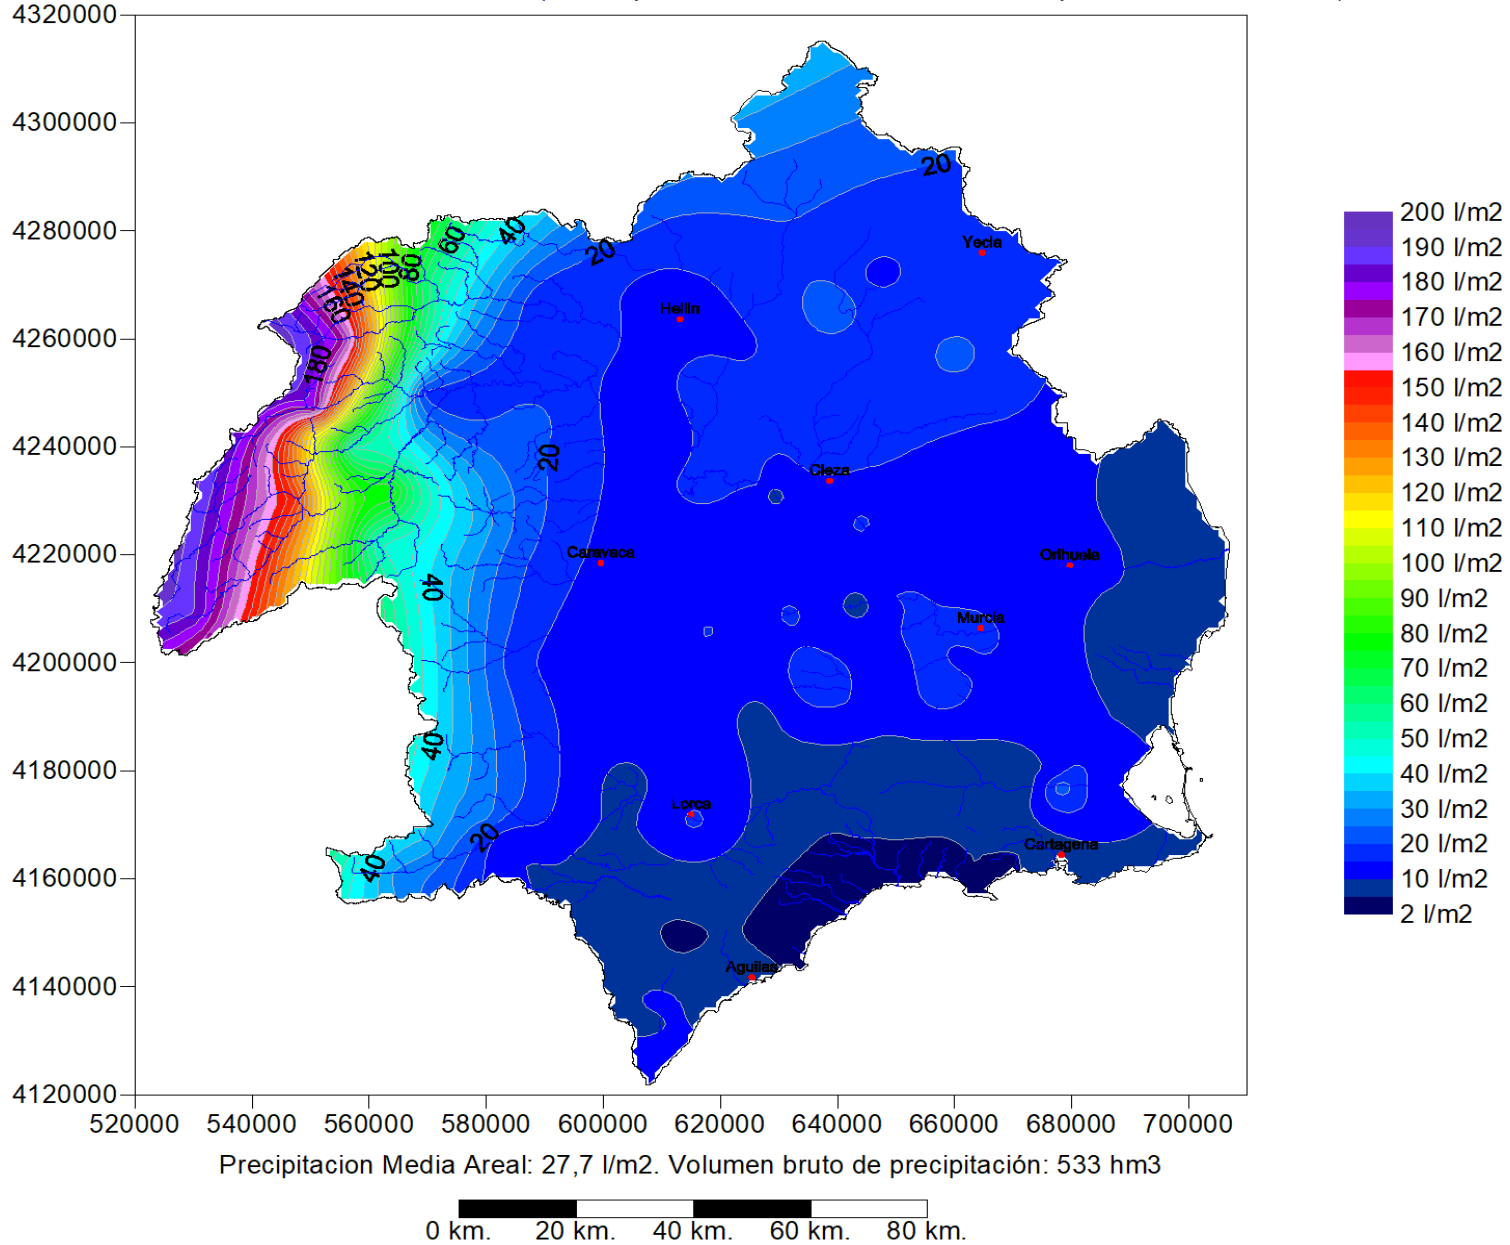 4320000
4300000
4280000
4260000
4240000
4220000
4200000
4180000
4160000
4140000
4120000
520000 540000 560000 580000 600000 620000 640000 660000 680000 700000
20
20
40
60
80
100
120
140
160
180
20
40
40
20
40
Yecla
Hellin
Cieza
Caravaca
Orihuela
Murcia
Lorca
Cartagena
Aguilas
200 l/m2
190 l/m2
180 l/m2
170 l/m2
160 l/m2
150 l/m2
140 l/m2
130 l/m2
120 l/m2
110 l/m2
100 l/m2
90 l/m2
80 l/m2
70 l/m2
60 l/m2
50 l/m2
40 l/m2
30 l/m2
20 l/m2
10 l/m2
2 l/m2
Precipitacion Media Areal: 27,7 l/m2. Volumen bruto de precipitación: 533 hm3
0 km. 20 km. 40 km. 60 km. 80 km.